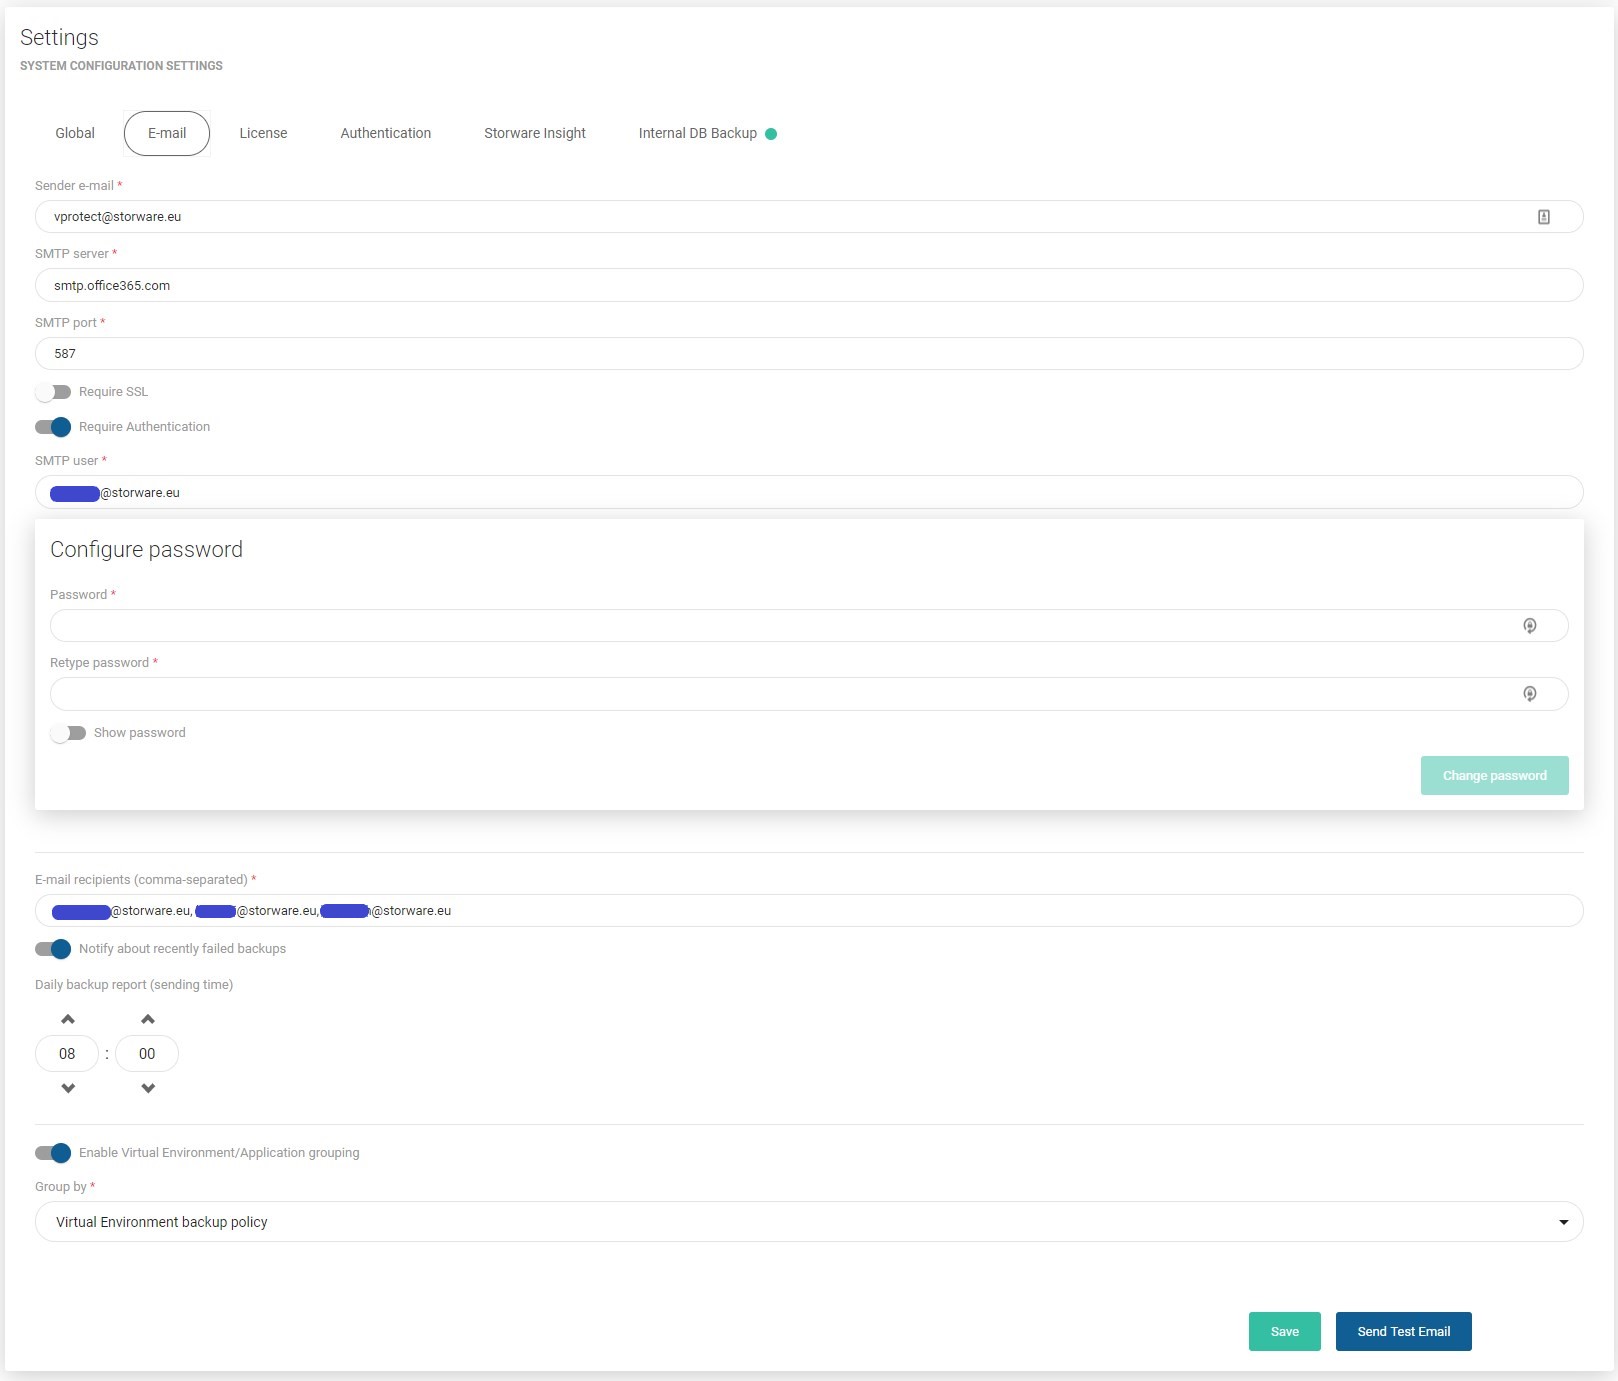 Settings
SYSTEM CONFIGURATION SETTINGS
Global E-mail License Authentication Storware Insight Internal DB Backup
Sender e-mail *
vprotect@storware.eu
SMTP server *
smtp.office365.com
SMTP port *
587
Require SSL
Require Authentication
SMTP user *
@storware.eu
Configure password
Password *
Retype password *
Show password
Change password
E-mail recipients (comma-separated) *
@storware.eu, @storware.eu, @storware.eu
Notify about recently failed backups
Daily backup report (sending time)
08 : 00
Enable Virtual Environment/Application grouping
Group by *
Virtual Environment backup policy
Save Send Test Email